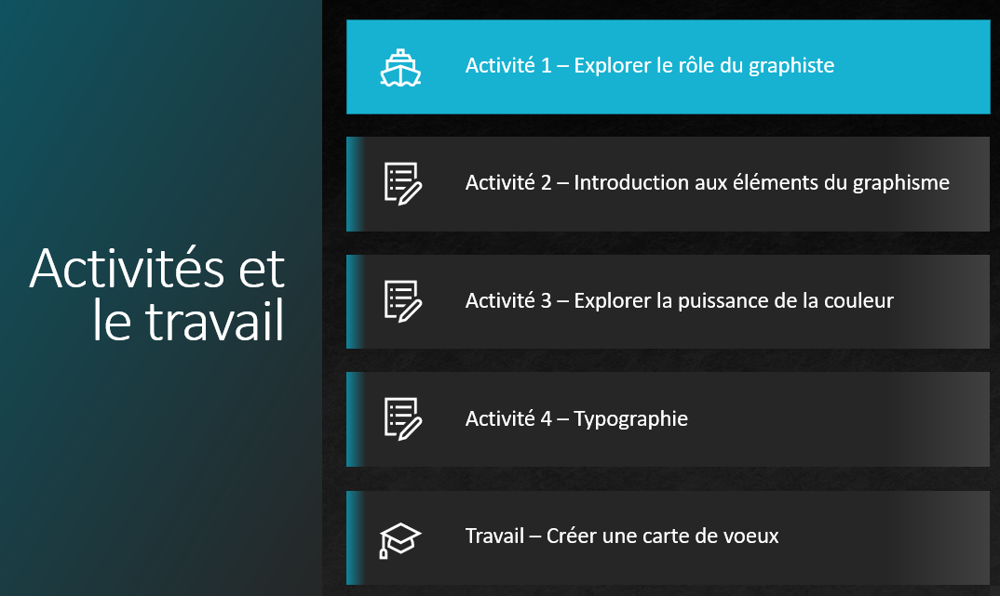 Activités et
le travail
Activité 1 – Explorer le rôle du graphiste
Activité 2 – Introduction aux éléments du graphisme
Activité 3 – Explorer la puissance de la couleur
Activité 4 – Typographie
Travail – Créer une carte de voeux